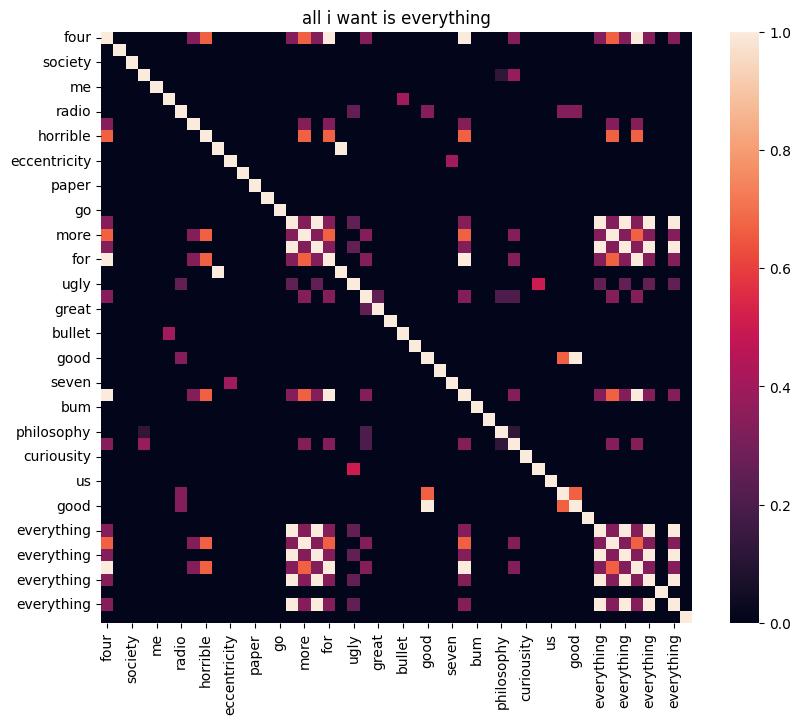 all i want is everything
four
society
me
radio
horrible
eccentricity
paper
go
more
for
ugly
great
bullet
good
seven
bum
philosophy
curiousity
us
good
everything
everything
everything
everything
four
society
me
radio
horrible
eccentricity
paper
go
more
for
ugly
great
bullet
good
seven
bum
philosophy
curiousity
us
good
everything
everything
everything
everything
1.0
0.8
0.6
0.4
0.2
0.0